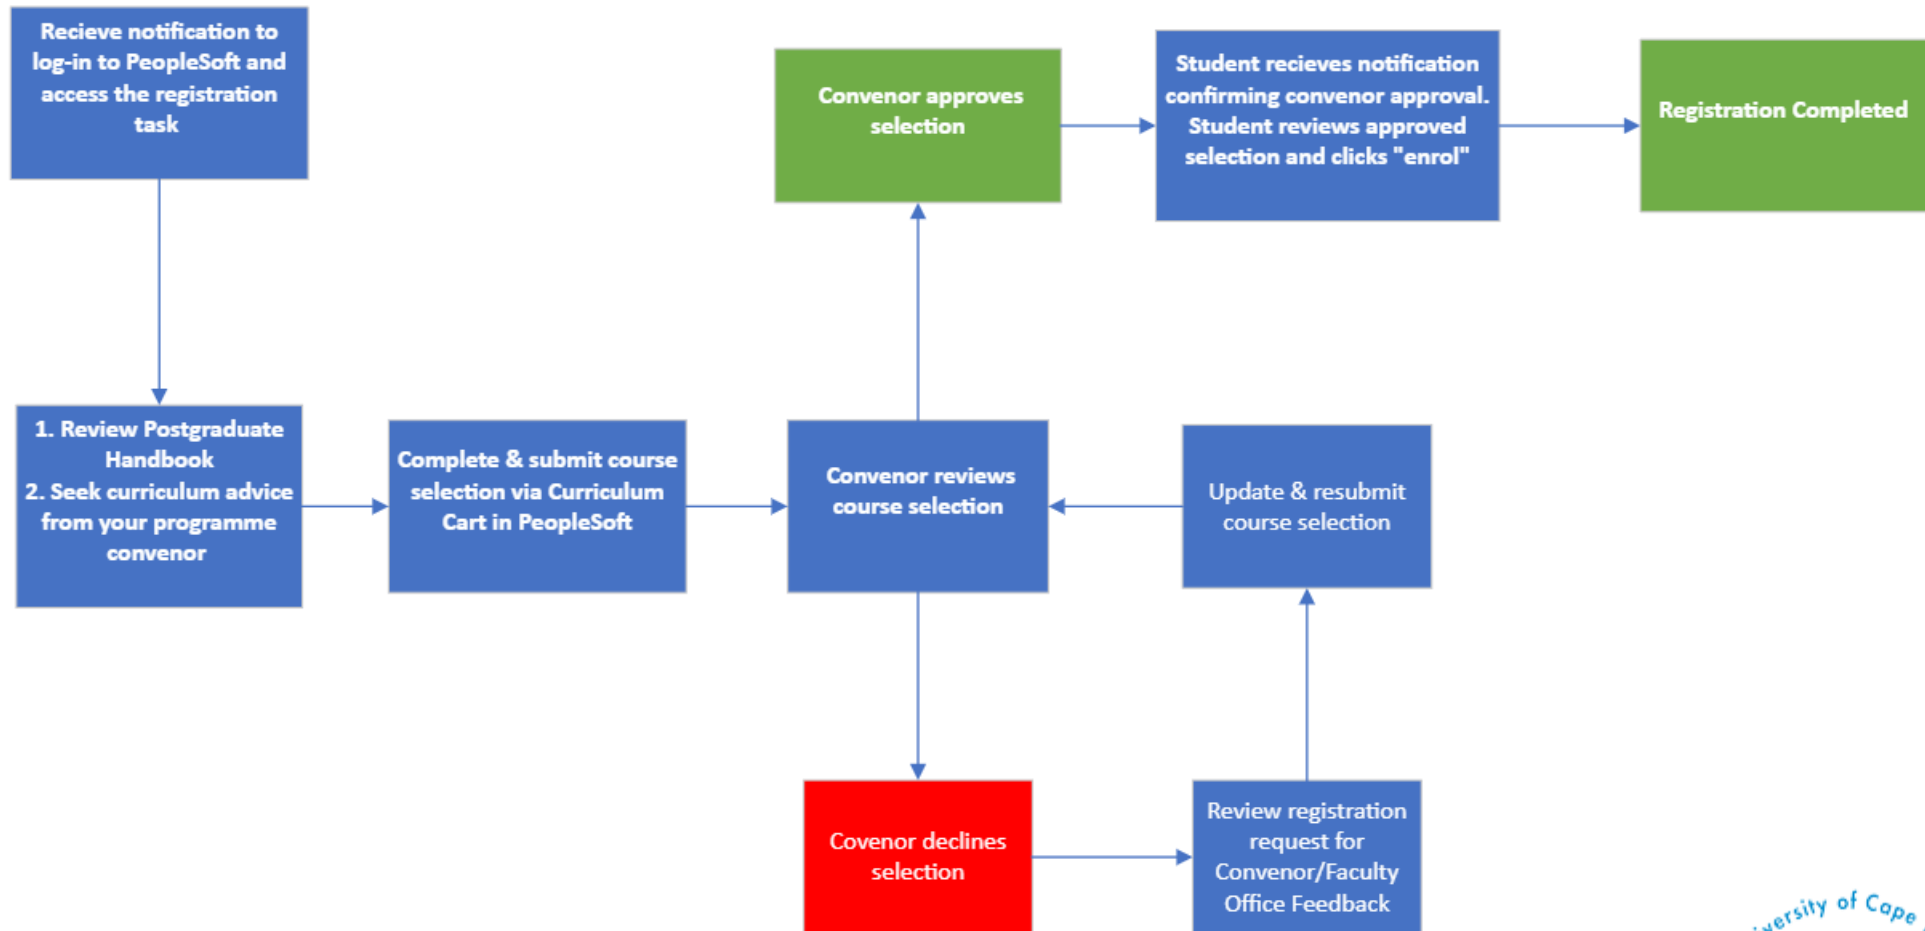 Recieve notification to
log-in to PeopleSoft and
access the registration
task
Convenor approves
selection
Student recieves notification
confirming convenor approval.
Student reviews approved
selection and clicks "enrol"
Registration Completed
1. Review Postgraduate
Handbook
2. Seek curriculum advice
from your programme
convenor
Complete & submit course
selection via Curriculum
Cart in PeopleSoft
Convenor reviews
course selection
Update & resubmit
course selection
Covenor declines
selection
Review registration
request for
Convenor/Faculty
Office Feedback
of Cape